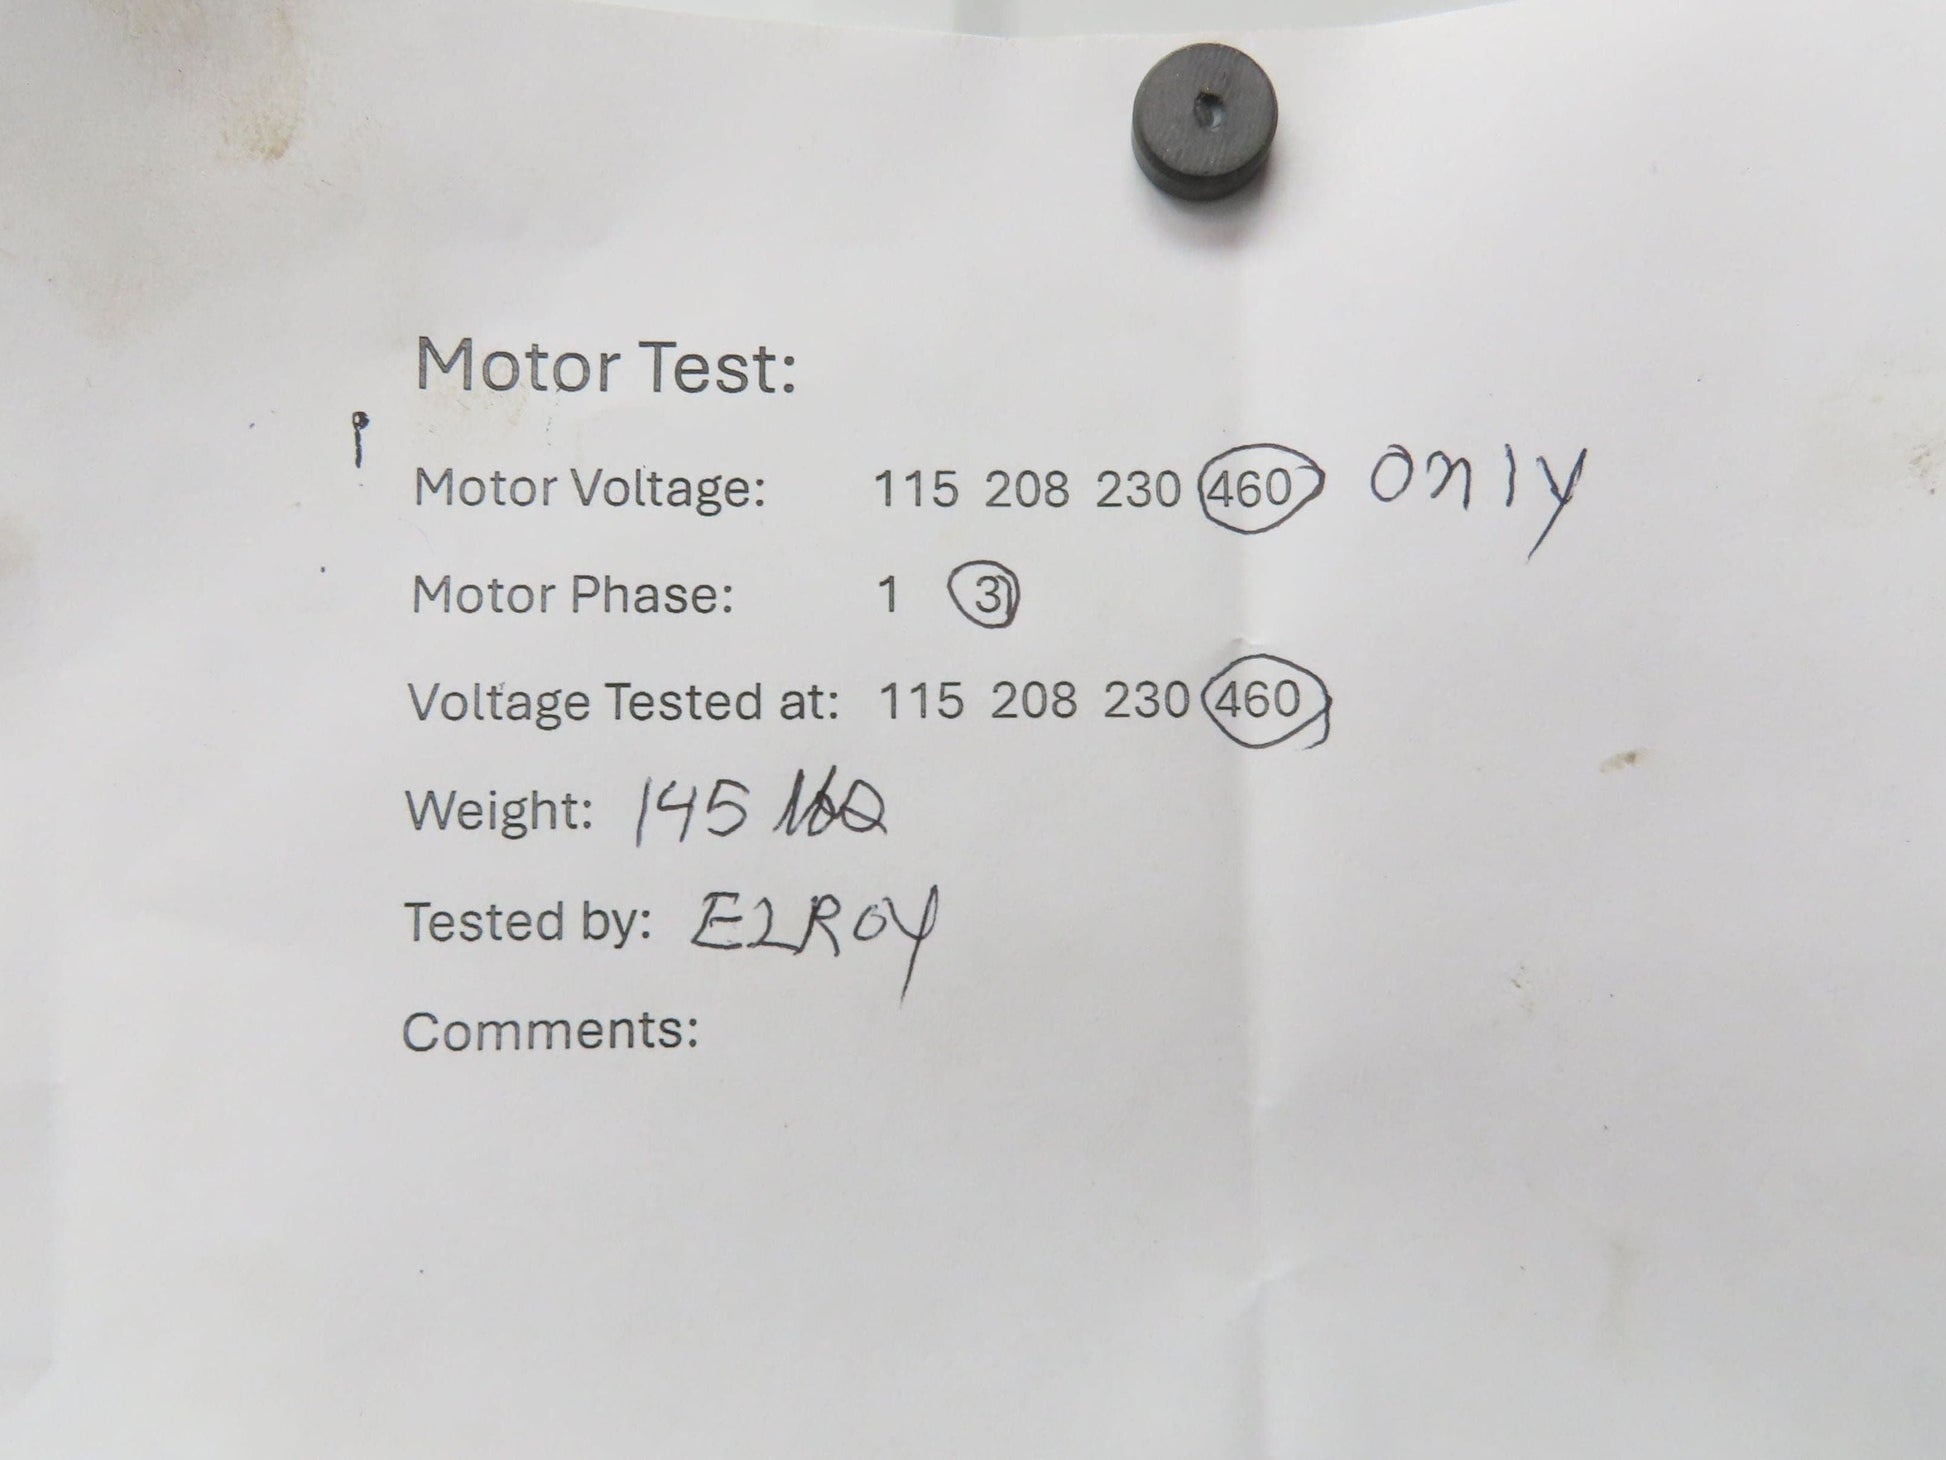 Motor Test:
Motor Voltage: 115 208 230 460 only
Motor Phase: 1 3
Voltage Tested at: 115 208 230 460
Weight: 145 lbs
Tested by: ELROY
Comments: